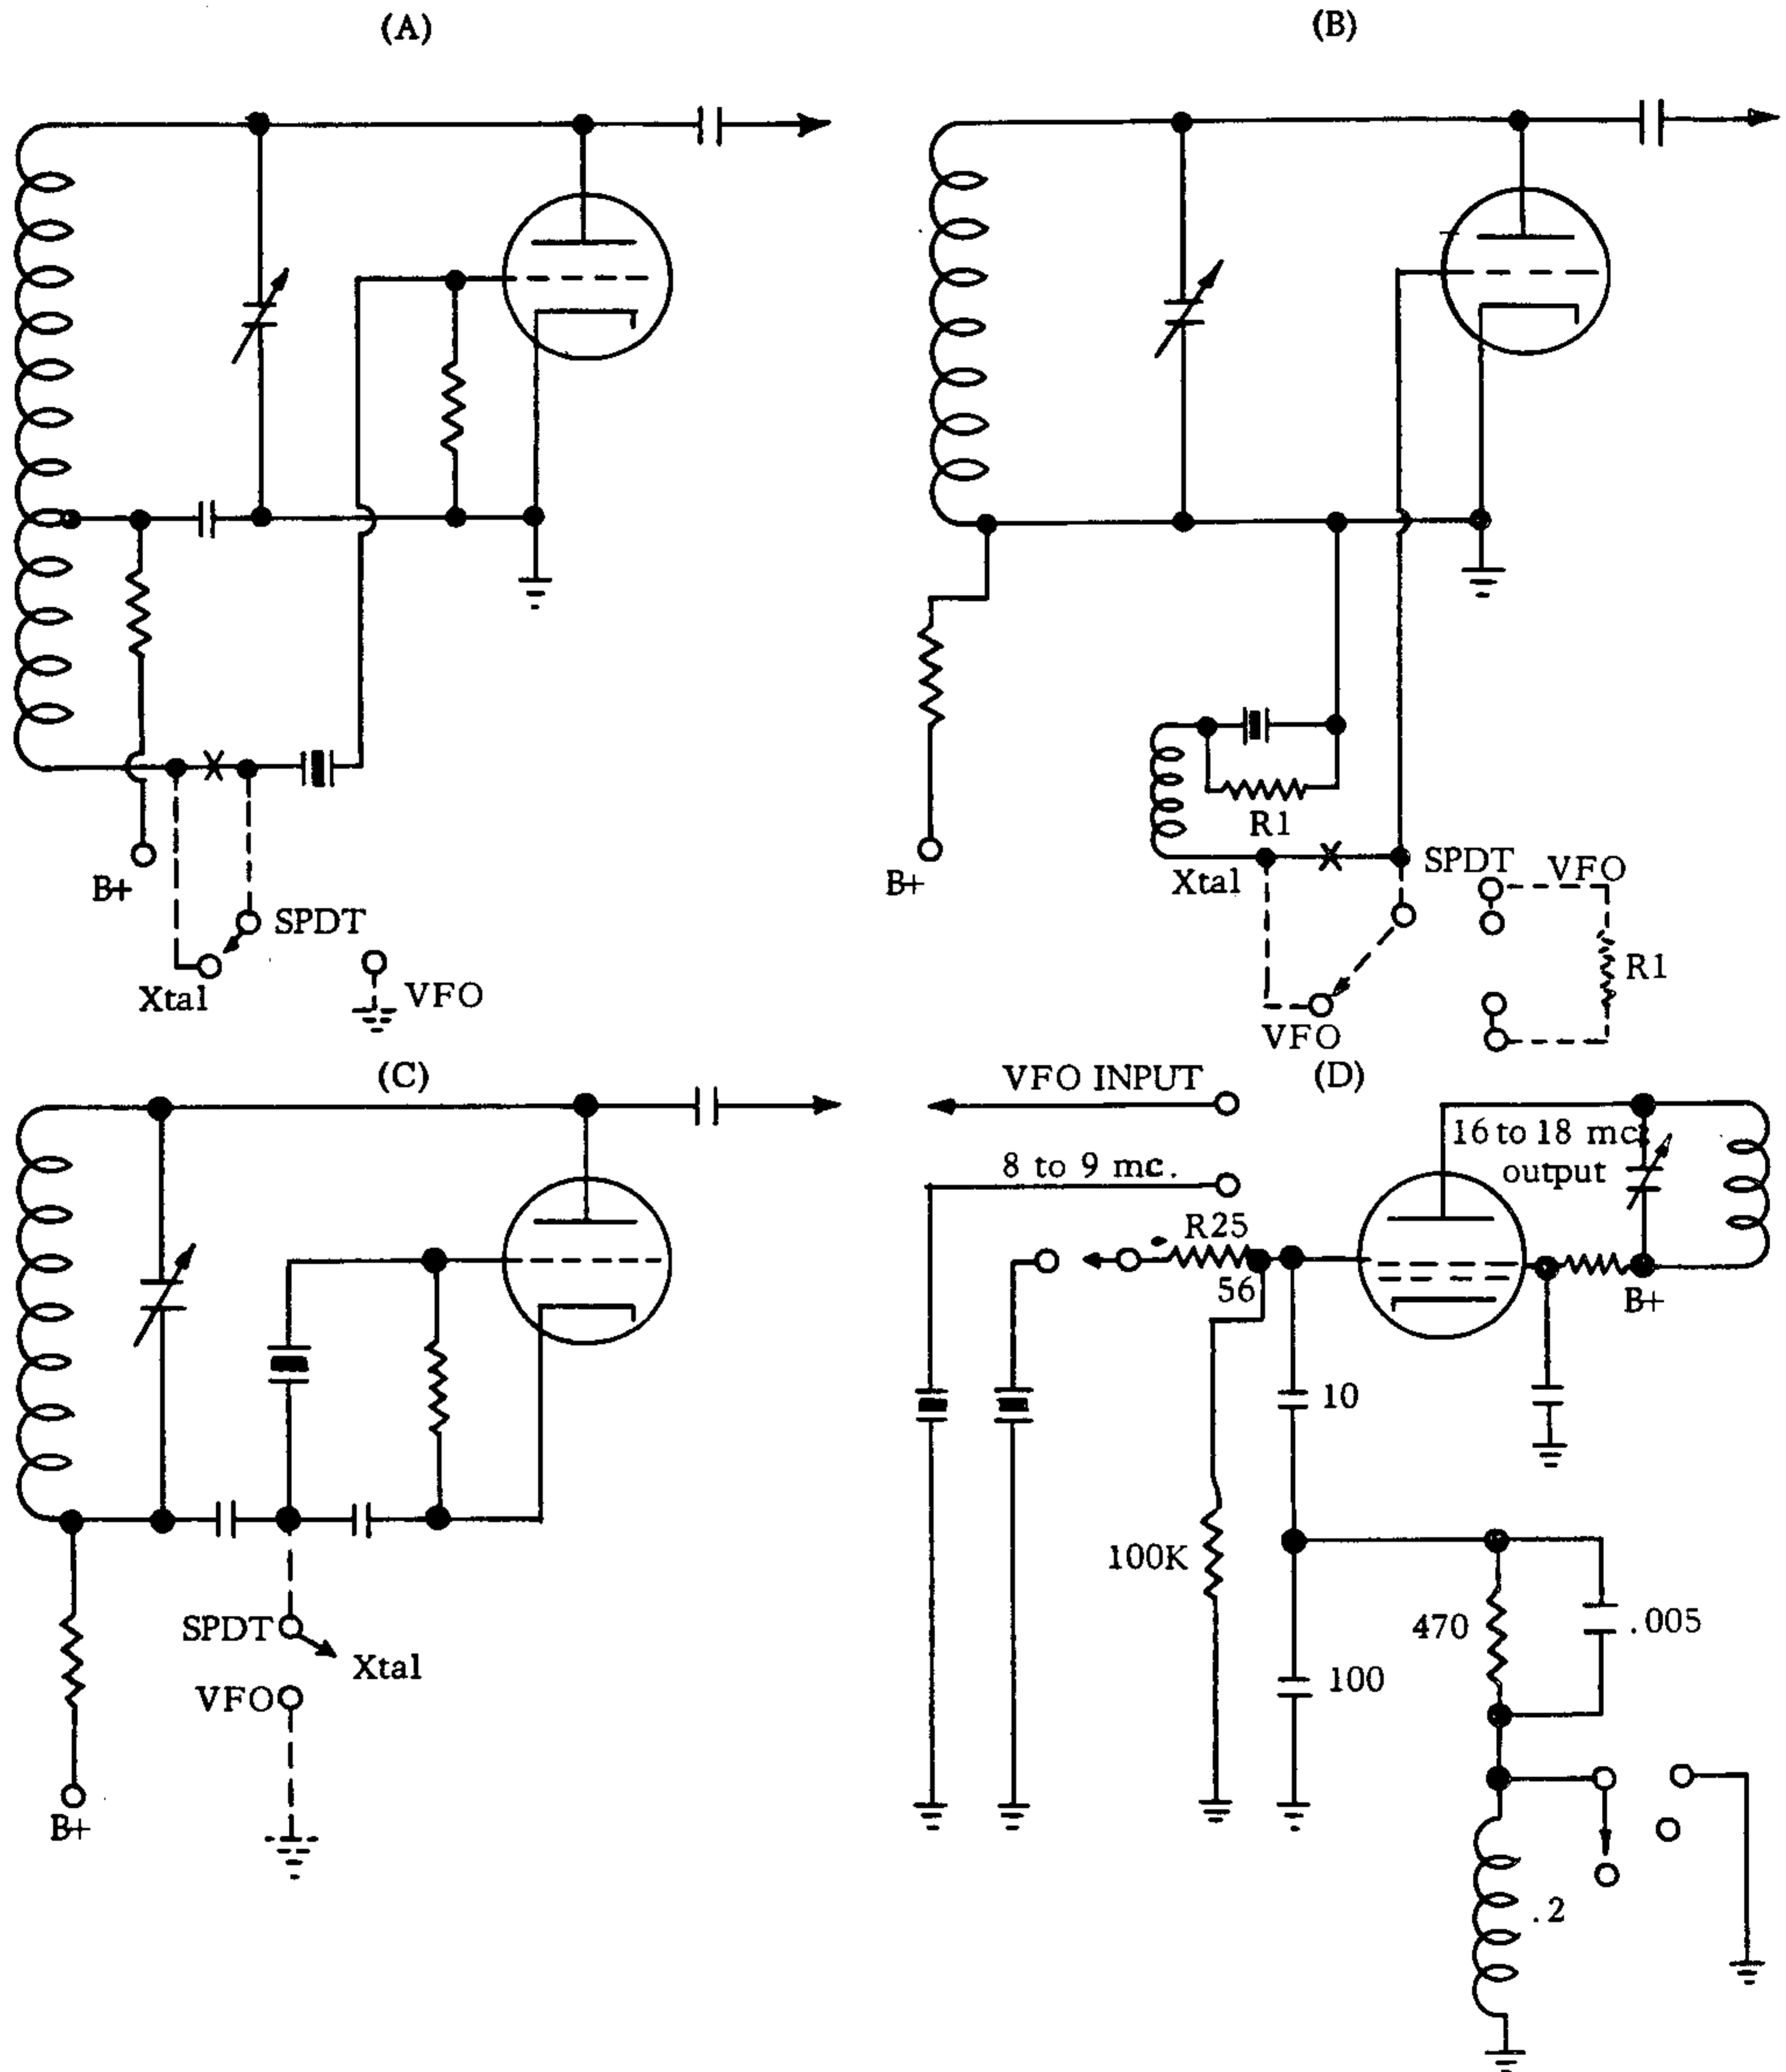 (A)
B+
SPDT
Xtal
VFO
(B)
B+
R1
Xtal
SPDT
VFO
R1
VFO
(C)
SPDT
Xtal
VFO
B+
(D)
VFO INPUT
8 to 9 mc.
16 to 18 mc.
output
R25
56
B+
10
100K
470
.005
100
.2